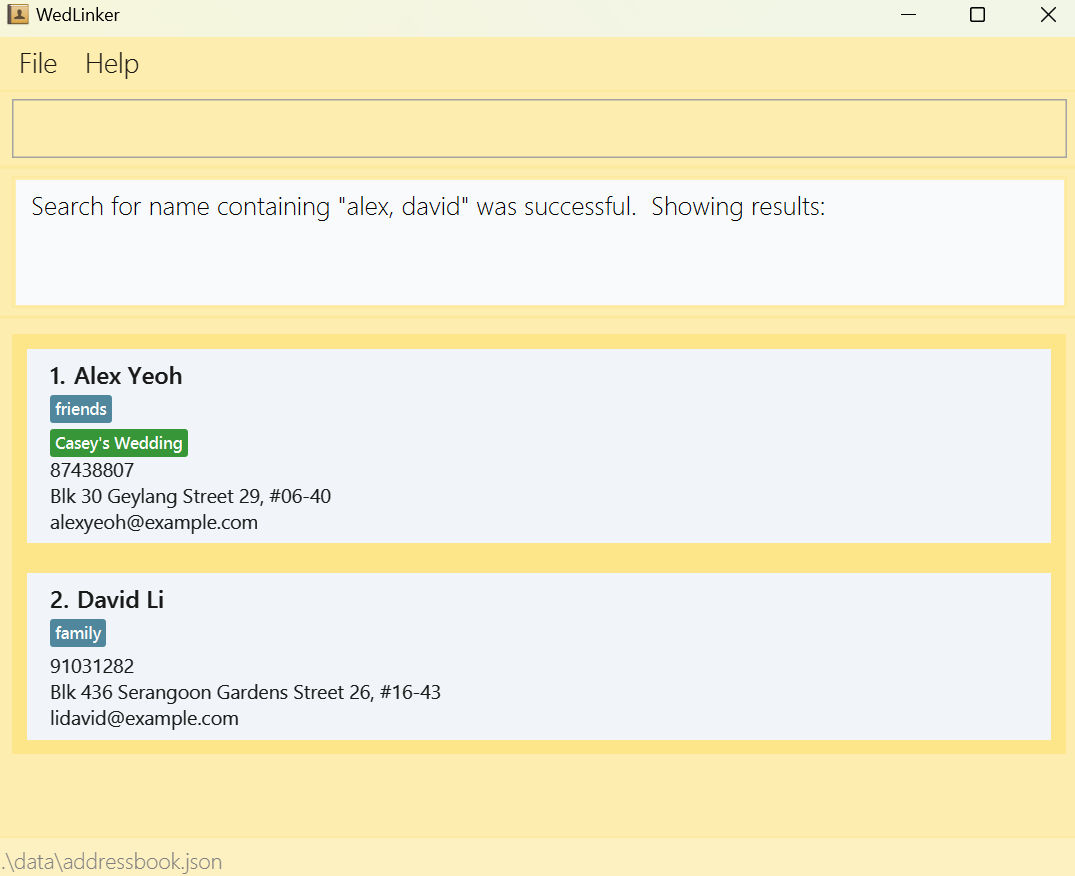 WedLinker
File Help
Search for name containing "alex, david" was successful.  Showing results:
1. Alex Yeoh
friends
Casey's Wedding
87438807
Blk 30 Geylang Street 29, #06-40
alexyeoh@example.com
2. David Li
family
91031282
Blk 436 Serangoon Gardens Street 26, #16-43
lidavid@example.com
.\data\addressbook.json